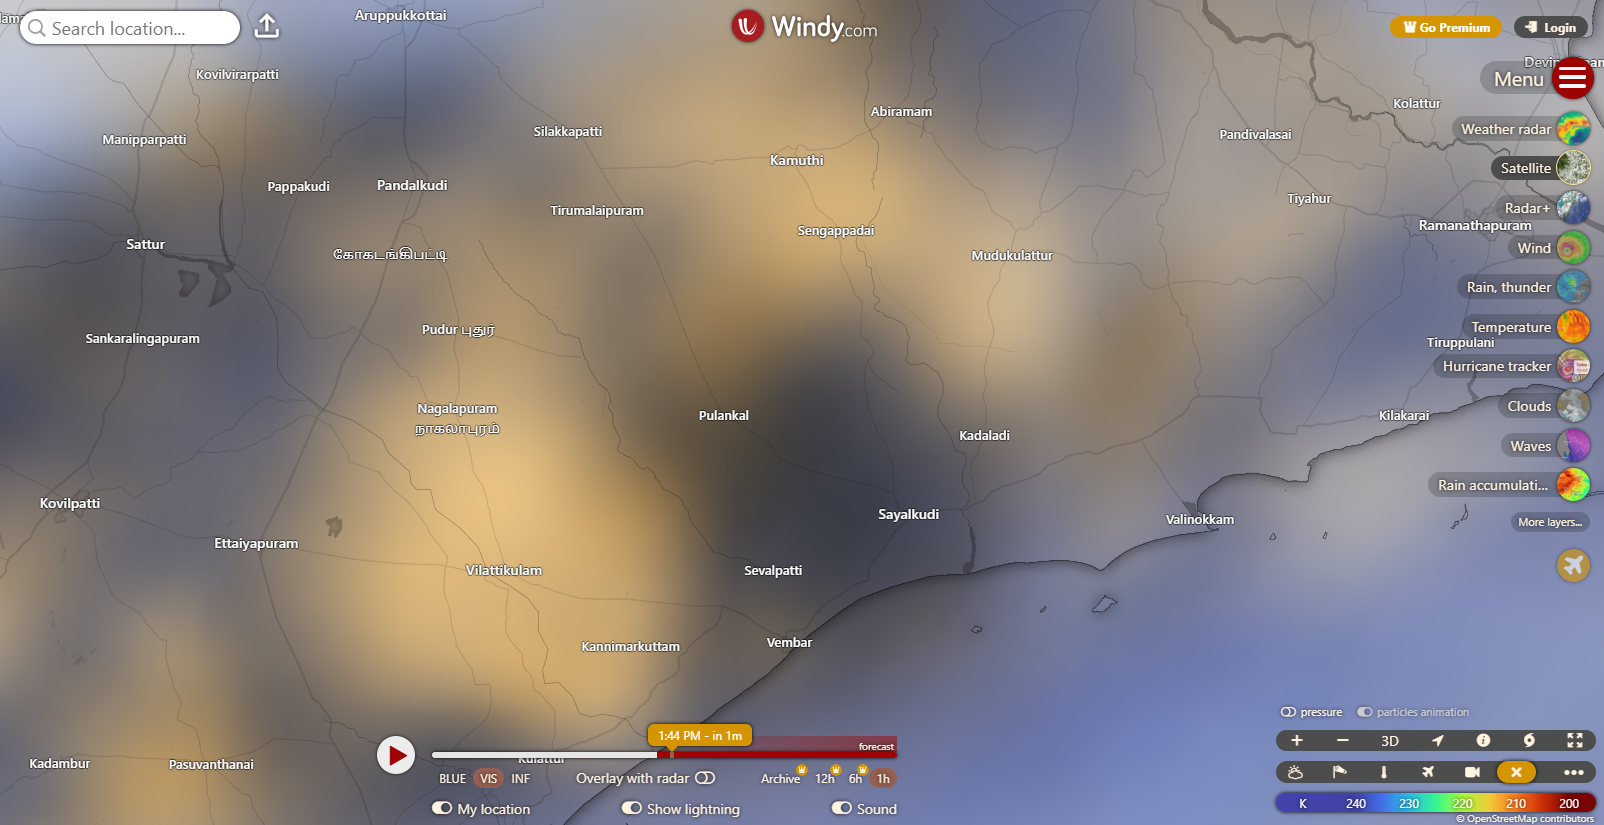 Aruppukkottai
Search location...
Windy.com
Go Premium
Login
Kovilvirarpatti
Menu
Kolattur
Abiramam
Weather radar
Manipparpatti
Silakkapatti
Pandivalasai
Kamuthi
Satellite
Pappakudi
Pandalkudi
Tirumalaipuram
Tiyahur
Radar+
Ramanathapuram
Sengappadai
Sattur
Wind
கோகடங்கிபட்டி
Mudukulattur
Rain, thunder
Pudur புதுர்
Temperature
Sankaralingapuram
Tiruppulani
Hurricane tracker
Nagalapuram
நாகலாபுரம்
Clouds
Pulankal
Kilakarai
Kadaladi
Waves
Rain accumulati...
Kovilpatti
Sayalkudi
Valinokkam
More layers...
Ettaiyapuram
Vilattikulam
Sevalpatti
Kannimarkuttam
Vembar
pressure
particles animation
1:44 PM - in 1m
forecast
3D
Kadambur
Pasuvanthanai
Kulattur
BLUE VIS INF
Overlay with radar
Archive 12h 6h 1h
My location
Show lightning
Sound
K 240 230 220 210 200
© OpenStreetMap contributors